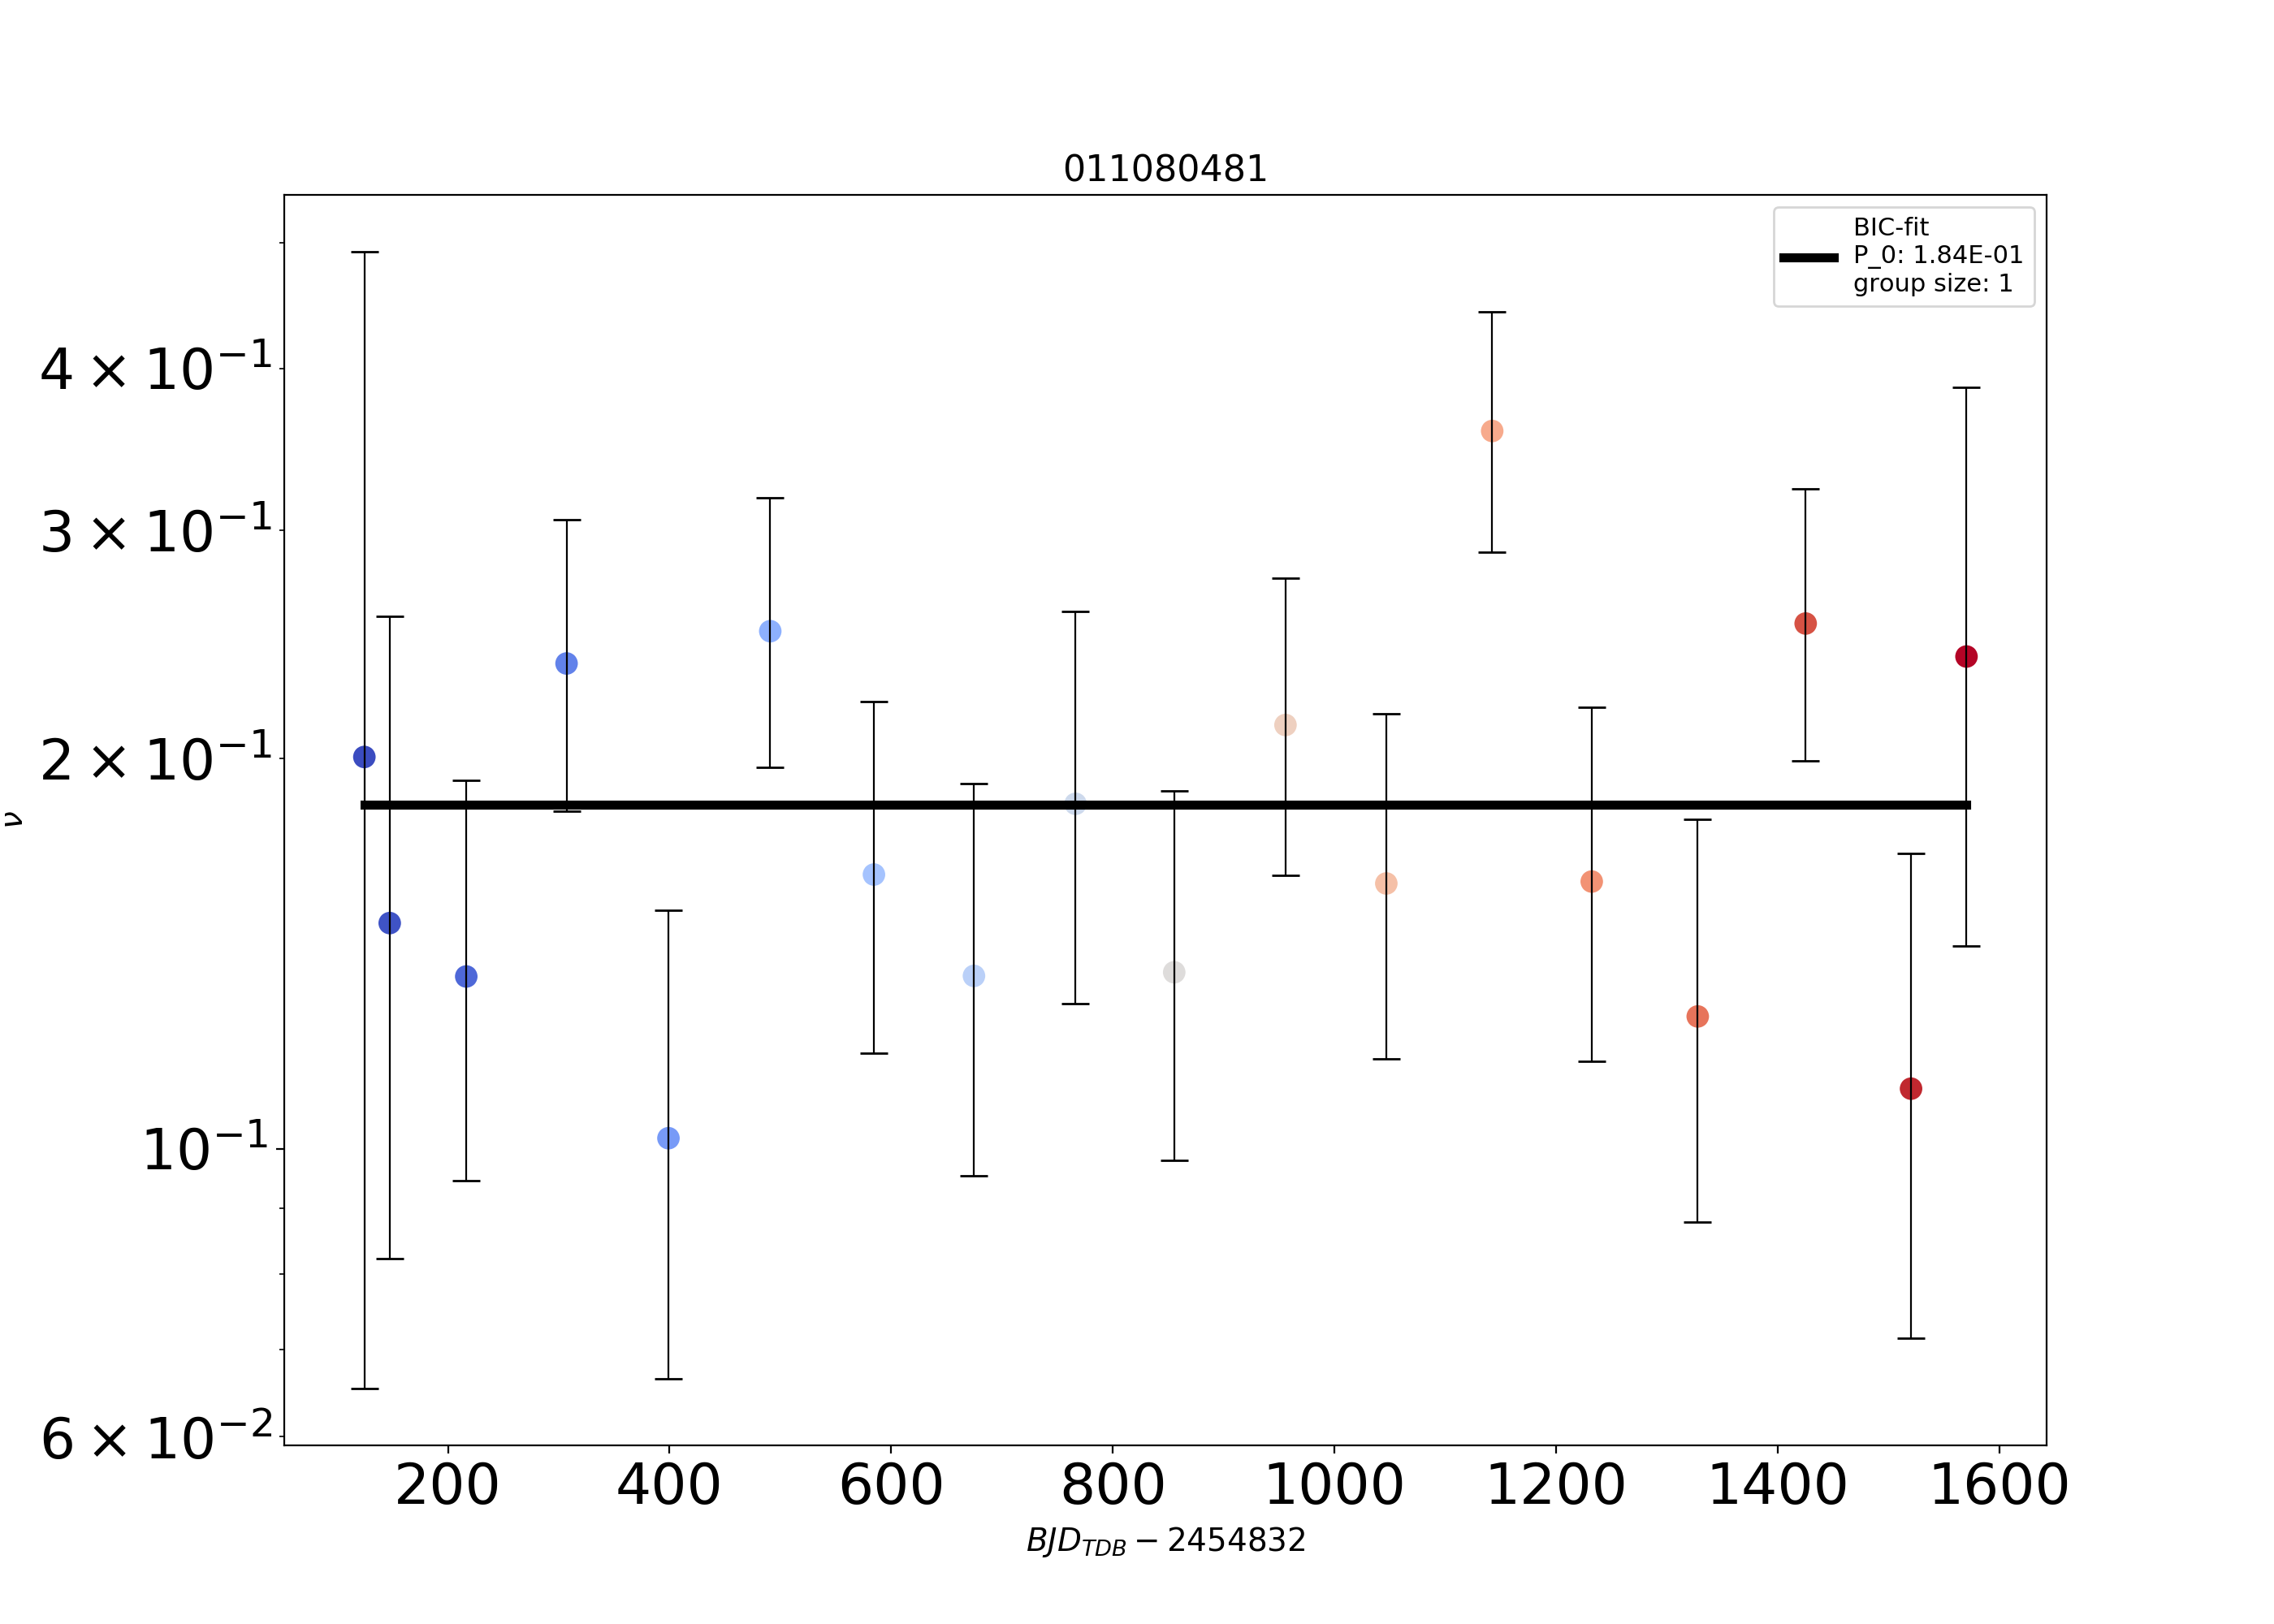 011080481
BIC-fit
P_0: 1.84E-01
group size: 1
4 × 10⁻¹
3 × 10⁻¹
2 × 10⁻¹
10⁻¹
6 × 10⁻²
ν
200 400 600 800 1000 1200 1400 1600
BJD_TDB − 2454832